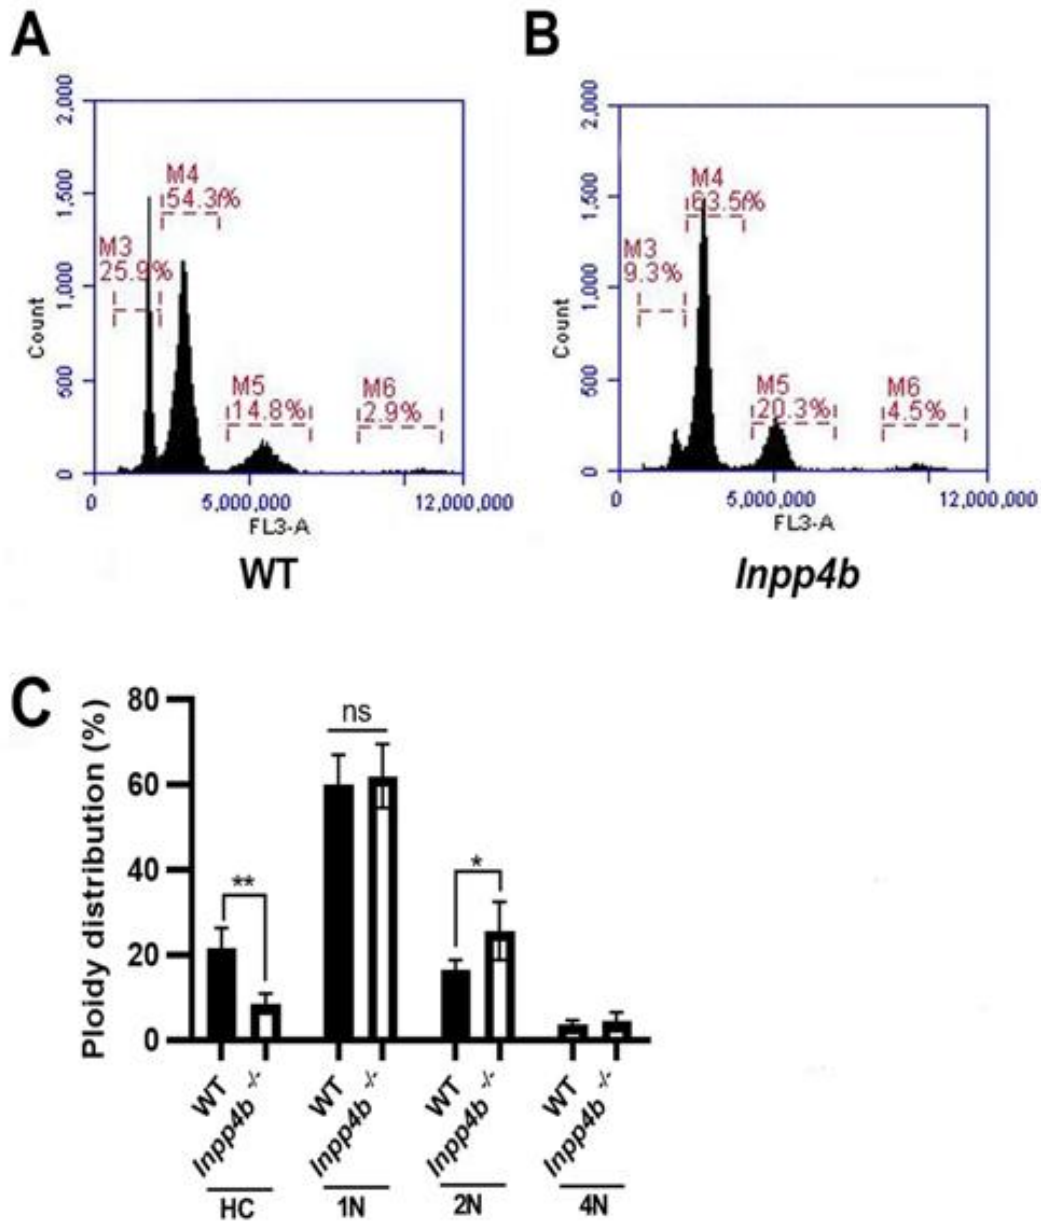 A
B
2,000
1,500
1,000
500
0
Count
M3
25.9%
M4
54.3%
M5
14.8%
M6
2.9%
0
5,000,000
12,000,000
FL3-A
WT
2,000
1,500
1,000
500
0
Count
M3
9.3%
M4
63.5%
M5
20.3%
M6
4.5%
0
5,000,000
12,000,000
FL3-A
Inpp4b
C
Ploidy distribution (%)
80
60
40
20
0
**
ns
*
WT
Inpp4b -/-
WT
Inpp4b -/-
WT
Inpp4b -/-
WT
Inpp4b -/-
HC
1N
2N
4N